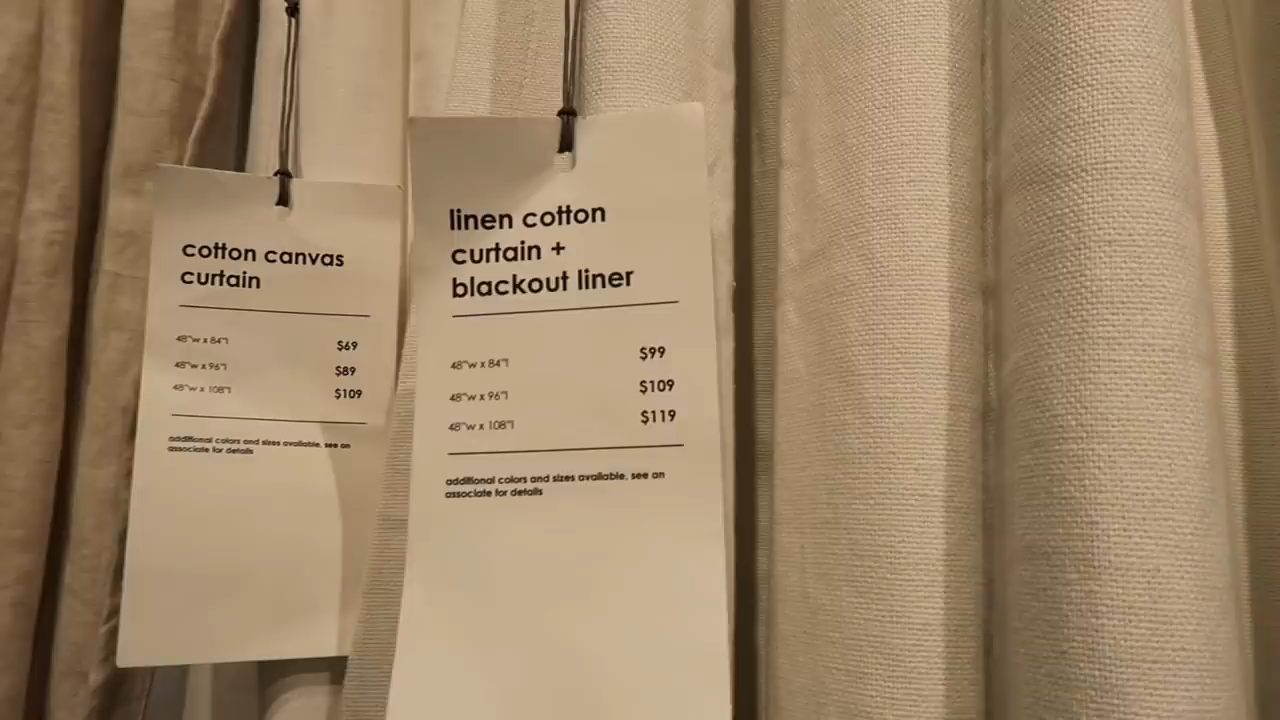 cotton canvas
curtain
48"w x 84"l $69
48"w x 96"l $89
48"w x 108"l $109
additional colors and sizes available, see an
associate for details
linen cotton
curtain +
blackout liner
48"w x 84"l $99
48"w x 96"l $109
48"w x 108"l $119
additional colors and sizes available, see an
associate for details